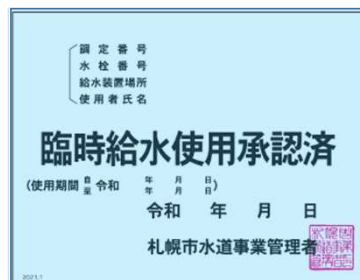 調定番号
水栓番号
給水装置場所
使用者氏名
臨時給水使用承認済
(使用期間 自 至 令和 年 月 日 年 月 日)
令和 年 月 日
札幌市水道事業管理者
2021.1